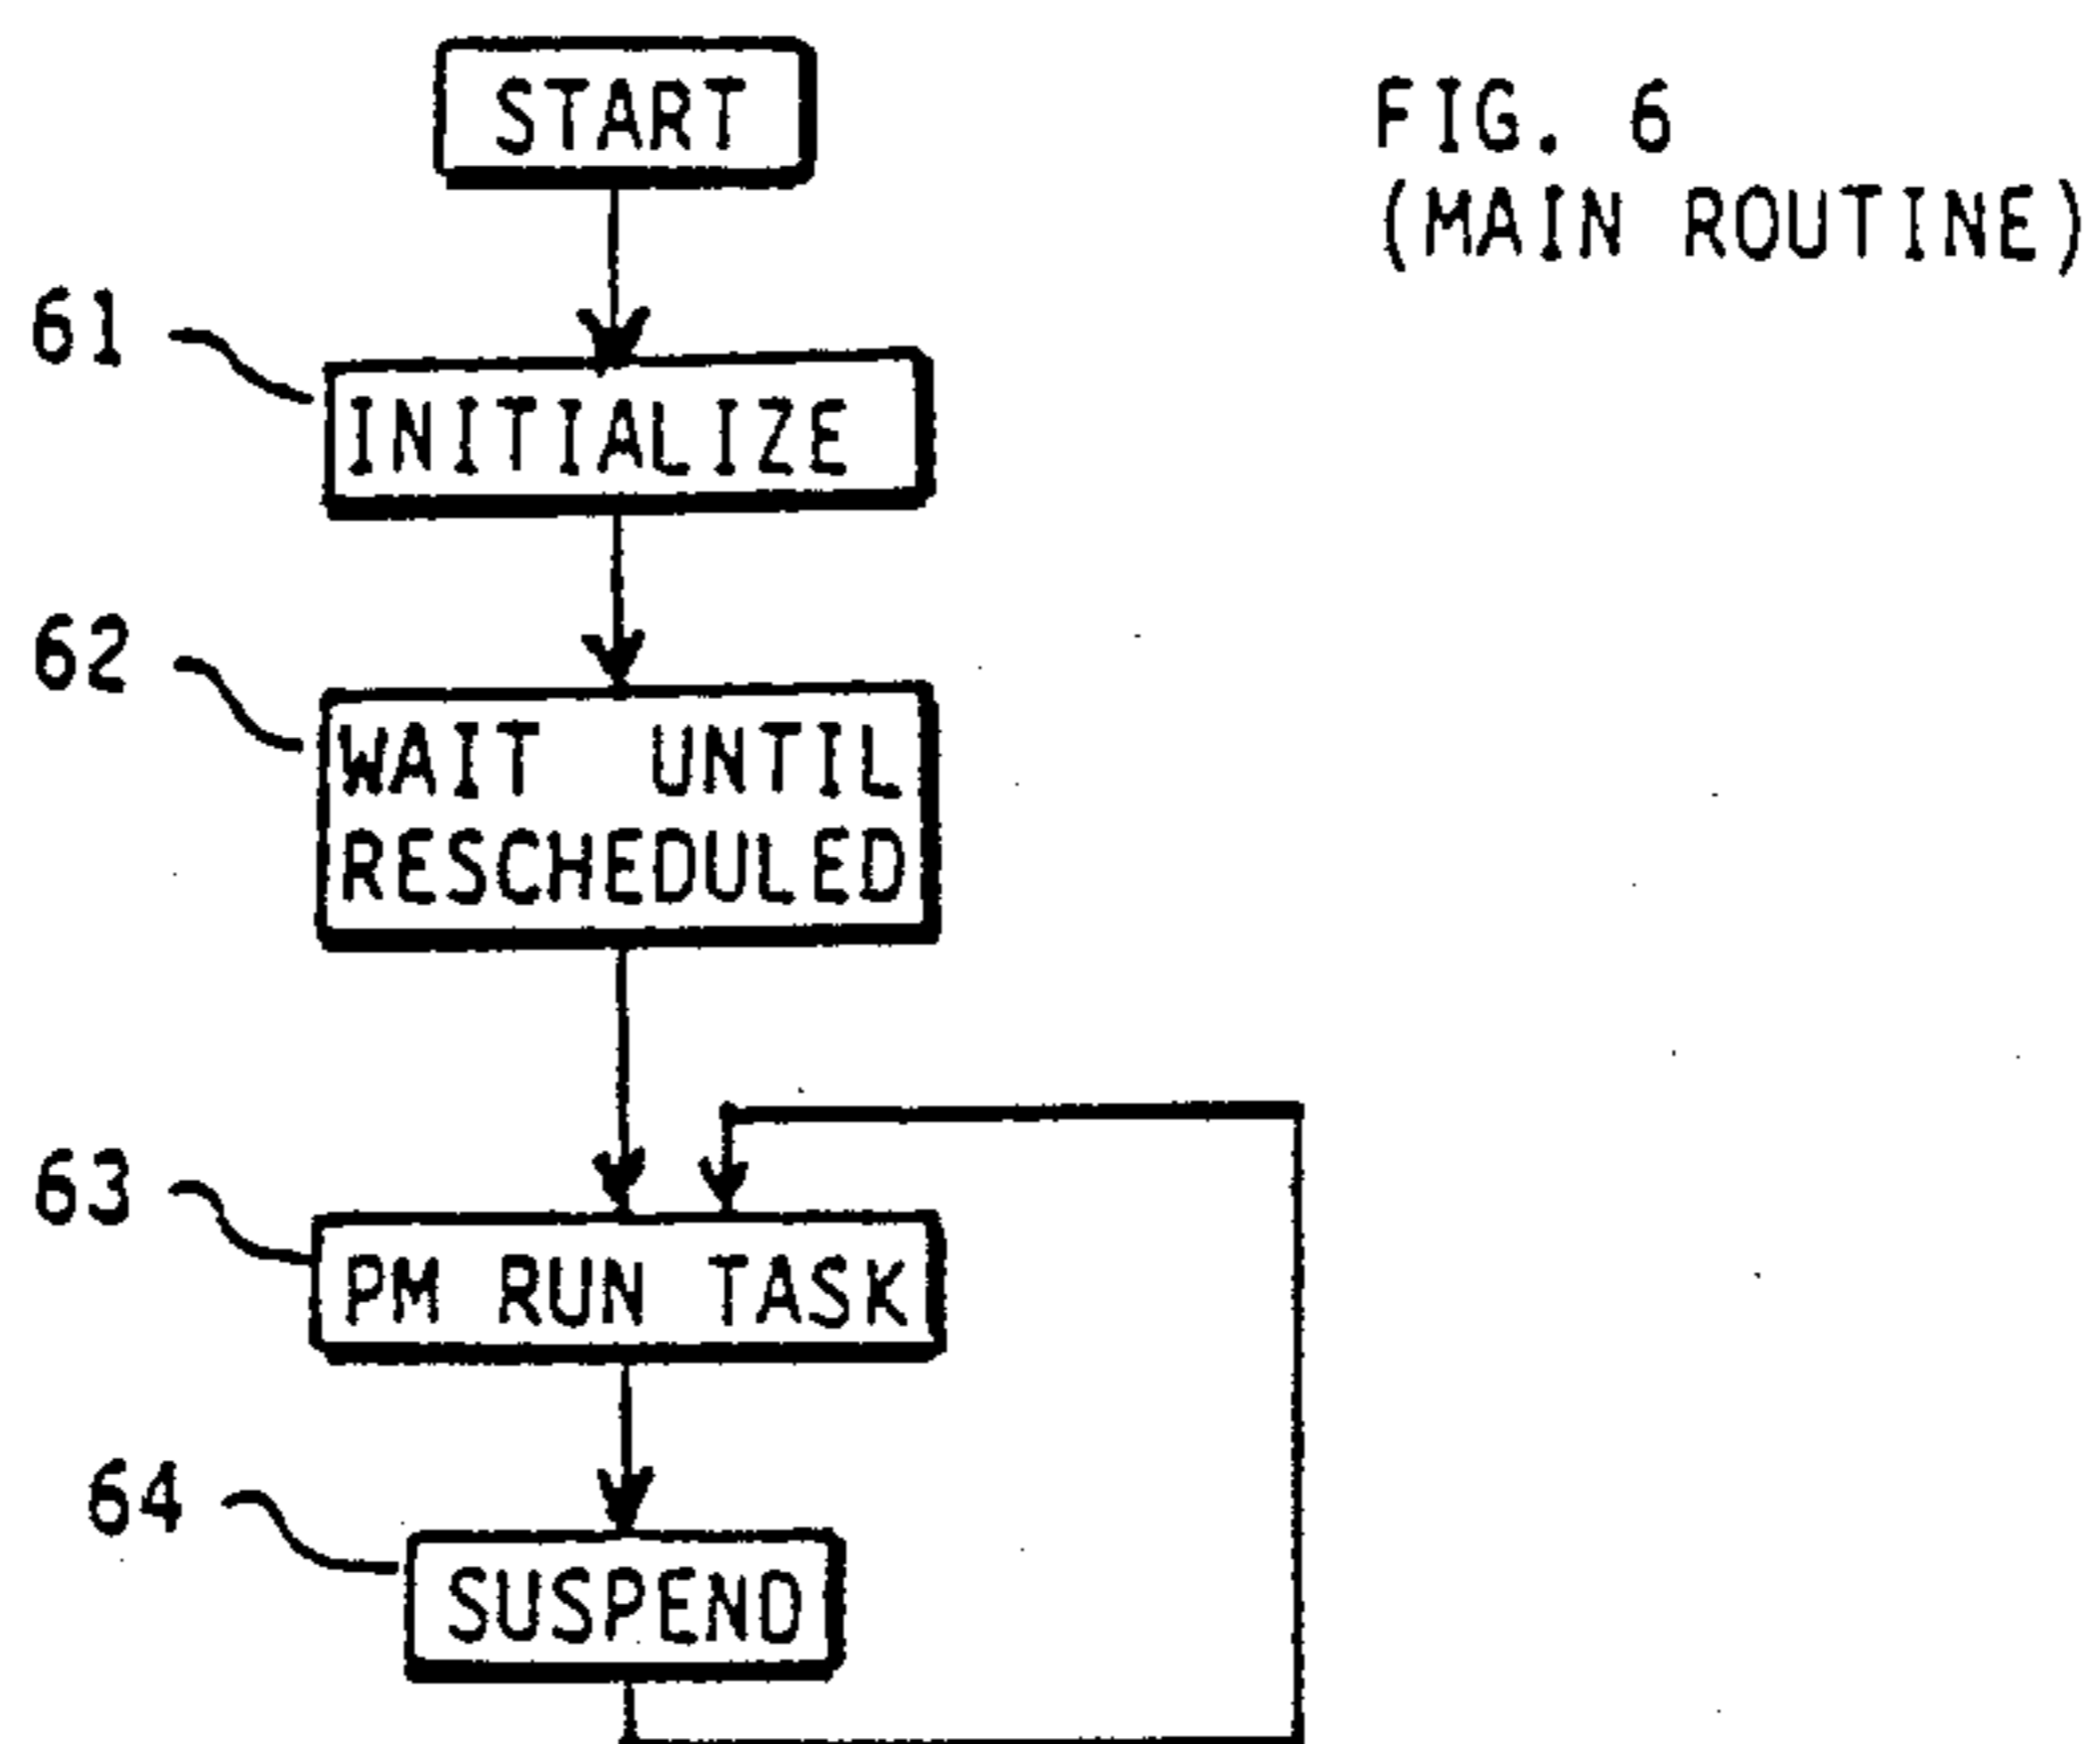 START
FIG. 6
(MAIN ROUTINE)
61
INITIALIZE
62
WAIT UNTIL
RESCHEDULED
63
PM RUN TASK
64
SUSPEND